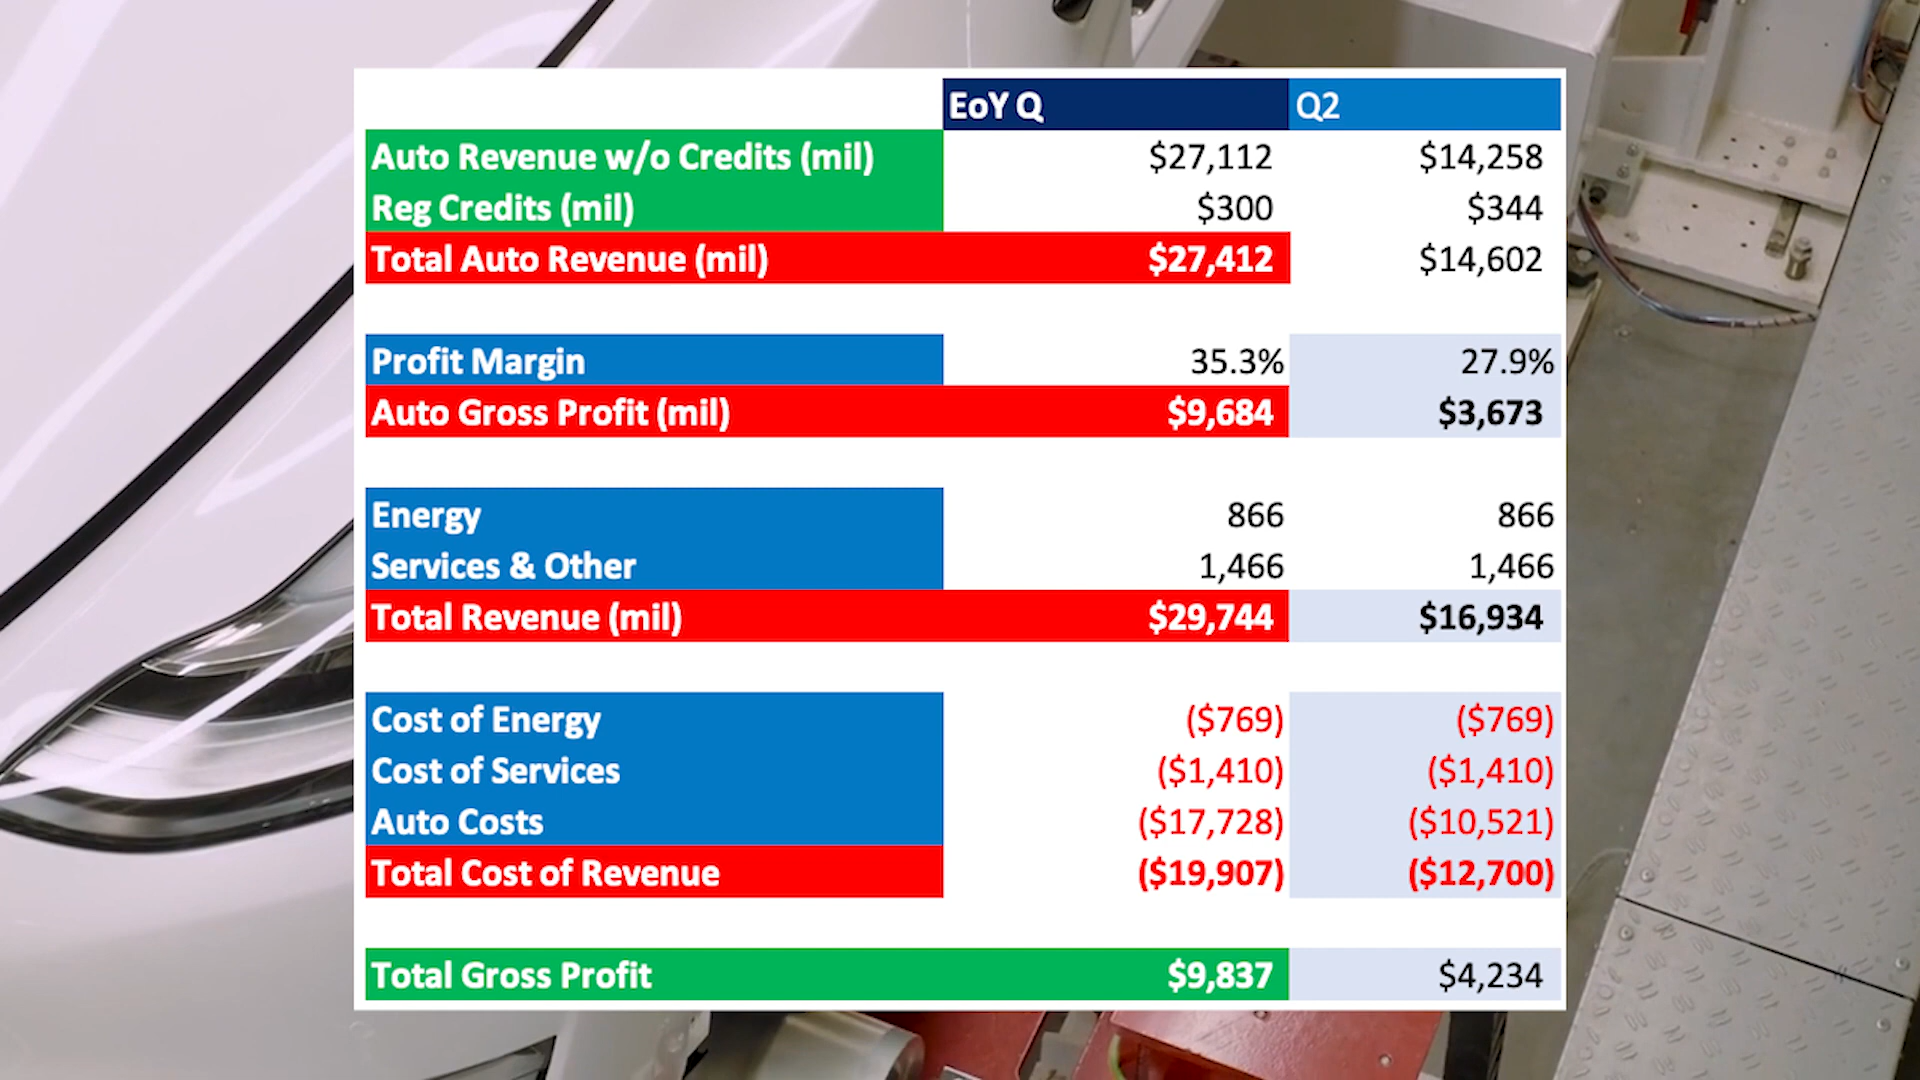 EoY Q Q2
Auto Revenue w/o Credits (mil) $27,112 $14,258
Reg Credits (mil) $300 $344
Total Auto Revenue (mil) $27,412 $14,602
Profit Margin 35.3% 27.9%
Auto Gross Profit (mil) $9,684 $3,673
Energy 866 866
Services & Other 1,466 1,466
Total Revenue (mil) $29,744 $16,934
Cost of Energy ($769) ($769)
Cost of Services ($1,410) ($1,410)
Auto Costs ($17,728) ($10,521)
Total Cost of Revenue ($19,907) ($12,700)
Total Gross Profit $9,837 $4,234